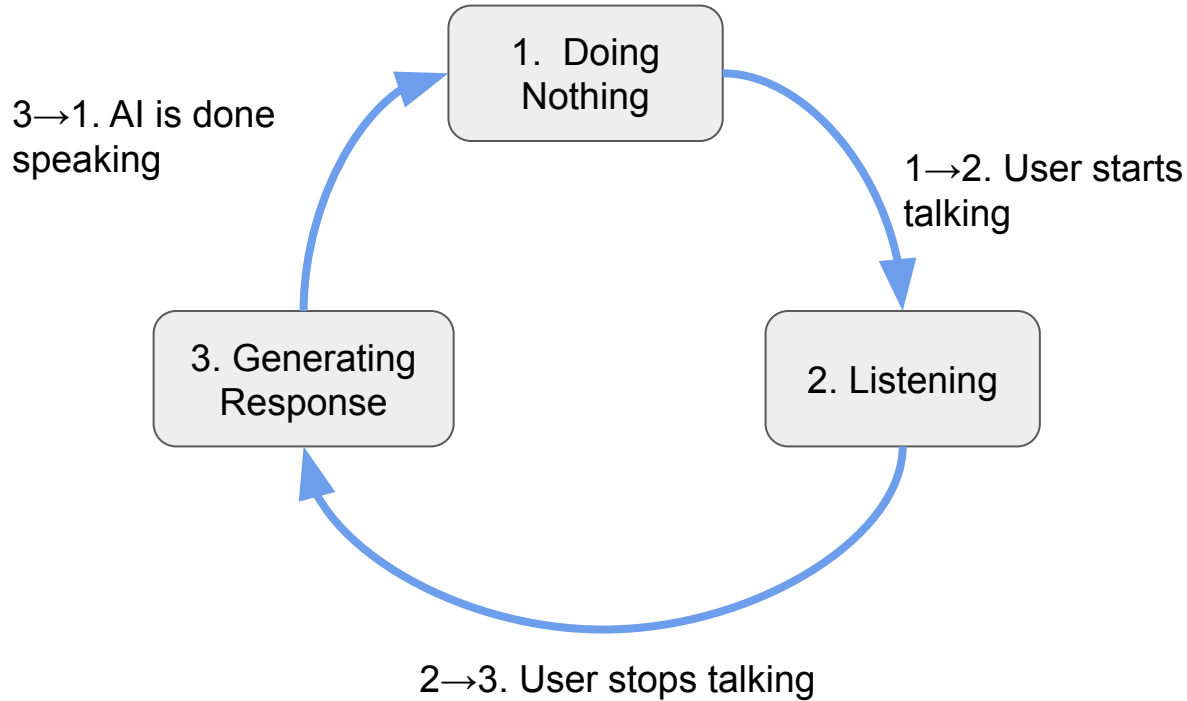 1. Doing
Nothing
3→1. AI is done
speaking
1→2. User starts
talking
3. Generating
Response
2. Listening
2→3. User stops talking